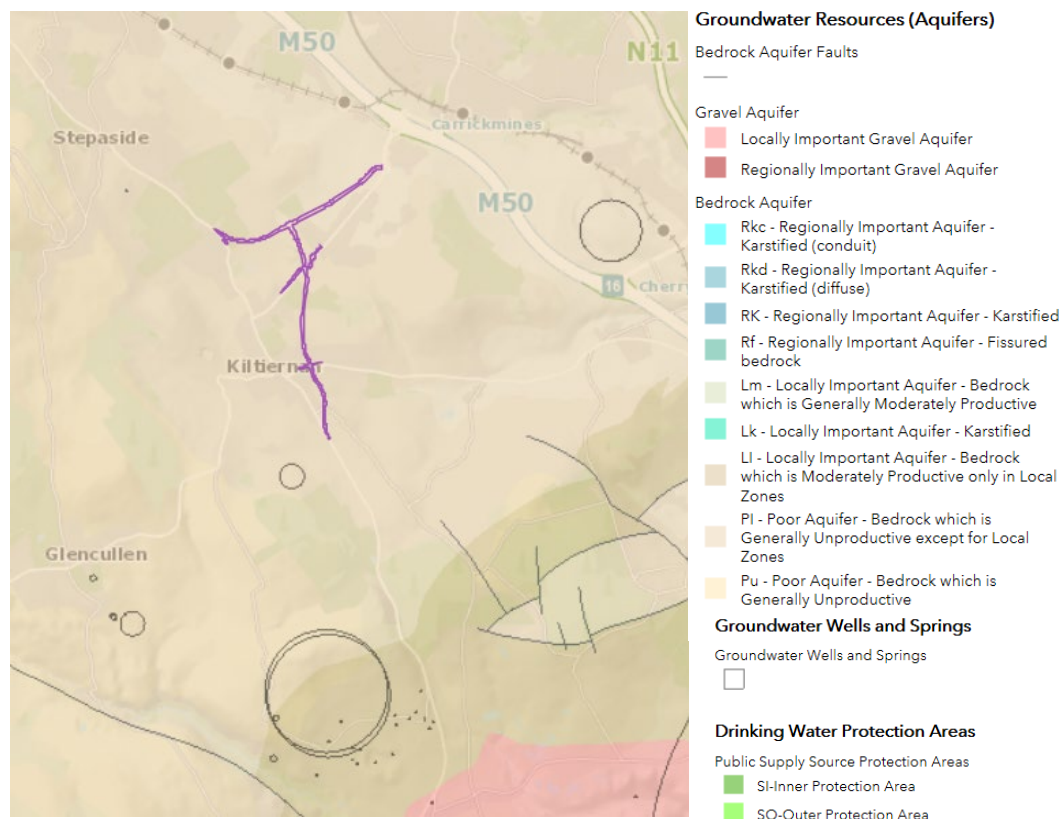 M50
N11
Stepaside
Carrickmines
M50
16
Cherry
Kiltiernan
Glencullen
Groundwater Resources (Aquifers)
Bedrock Aquifer Faults
Gravel Aquifer
Locally Important Gravel Aquifer
Regionally Important Gravel Aquifer
Bedrock Aquifer
Rkc - Regionally Important Aquifer -
Karstified (conduit)
Rkd - Regionally Important Aquifer -
Karstified (diffuse)
RK - Regionally Important Aquifer - Karstified
Rf - Regionally Important Aquifer - Fissured
bedrock
Lm - Locally Important Aquifer - Bedrock
which is Generally Moderately Productive
Lk - Locally Important Aquifer - Karstified
Ll - Locally Important Aquifer - Bedrock
which is Moderately Productive only in Local
Zones
Pl - Poor Aquifer - Bedrock which is
Generally Unproductive except for Local
Zones
Pu - Poor Aquifer - Bedrock which is
Generally Unproductive
Groundwater Wells and Springs
Groundwater Wells and Springs
Drinking Water Protection Areas
Public Supply Source Protection Areas
SI-Inner Protection Area
SO-Outer Protection Area